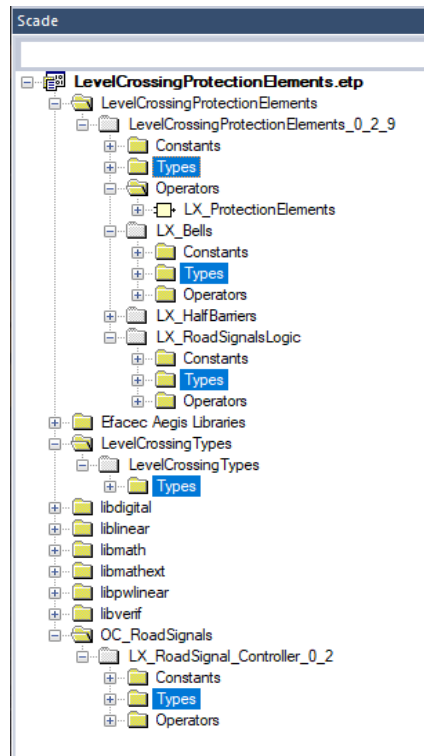 Scade
LevelCrossingProtectionElements.etp
LevelCrossingProtectionElements
LevelCrossingProtectionElements_0_2_9
Constants
Types
Operators
LX_ProtectionElements
LX_Bells
Constants
Types
Operators
LX_HalfBarriers
LX_RoadSignalsLogic
Constants
Types
Operators
Efacec Aegis Libraries
LevelCrossingTypes
LevelCrossingTypes
Types
libdigital
liblinear
libmath
libmathext
libpwlinear
libverif
OC_RoadSignals
LX_RoadSignal_Controller_0_2
Constants
Types
Operators